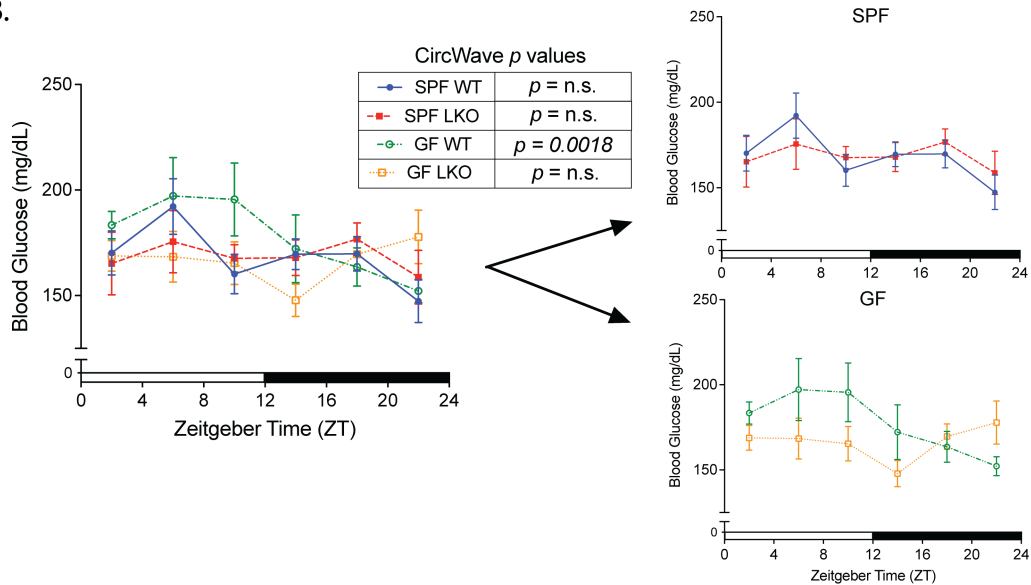 B.
CircWave p values
SPF WT p = n.s.
SPF LKO p = n.s.
GF WT p = 0.0018
GF LKO p = n.s.
Blood Glucose (mg/dL)
250
200
150
0
0 4 8 12 16 20 24
Zeitgeber Time (ZT)
SPF
Blood Glucose (mg/dL)
250
200
150
0
0 4 8 12 16 20 24
GF
Blood Glucose (mg/dL)
250
200
150
0
0 4 8 12 16 20 24
Zeitgeber Time (ZT)